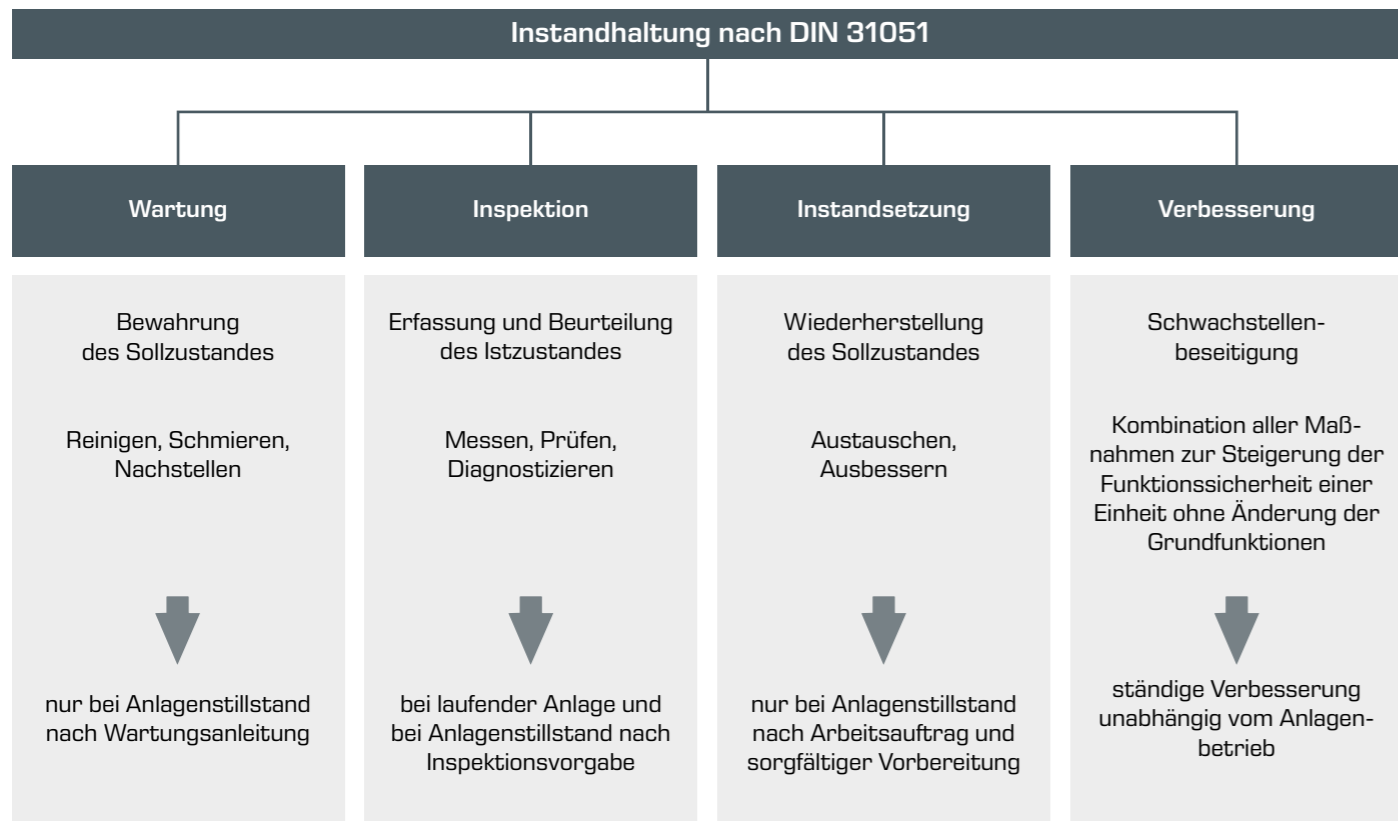 Instandhaltung nach DIN 31051
Wartung
Bewahrung
des Sollzustandes
Reinigen, Schmieren,
Nachstellen
nur bei Anlagenstillstand
nach Wartungsanleitung
Inspektion
Erfassung und Beurteilung
des Istzustandes
Messen, Prüfen,
Diagnostizieren
bei laufender Anlage und
bei Anlagenstillstand nach
Inspektionsvorgabe
Instandsetzung
Wiederherstellung
des Sollzustandes
Austauschen,
Ausbessern
nur bei Anlagenstillstand
nach Arbeitsauftrag und
sorgfältiger Vorbereitung
Verbesserung
Schwachstellen-
beseitigung
Kombination aller Maß-
nahmen zur Steigerung der
Funktionssicherheit einer
Einheit ohne Änderung der
Grundfunktionen
ständige Verbesserung
unabhängig vom Anlagen-
betrieb